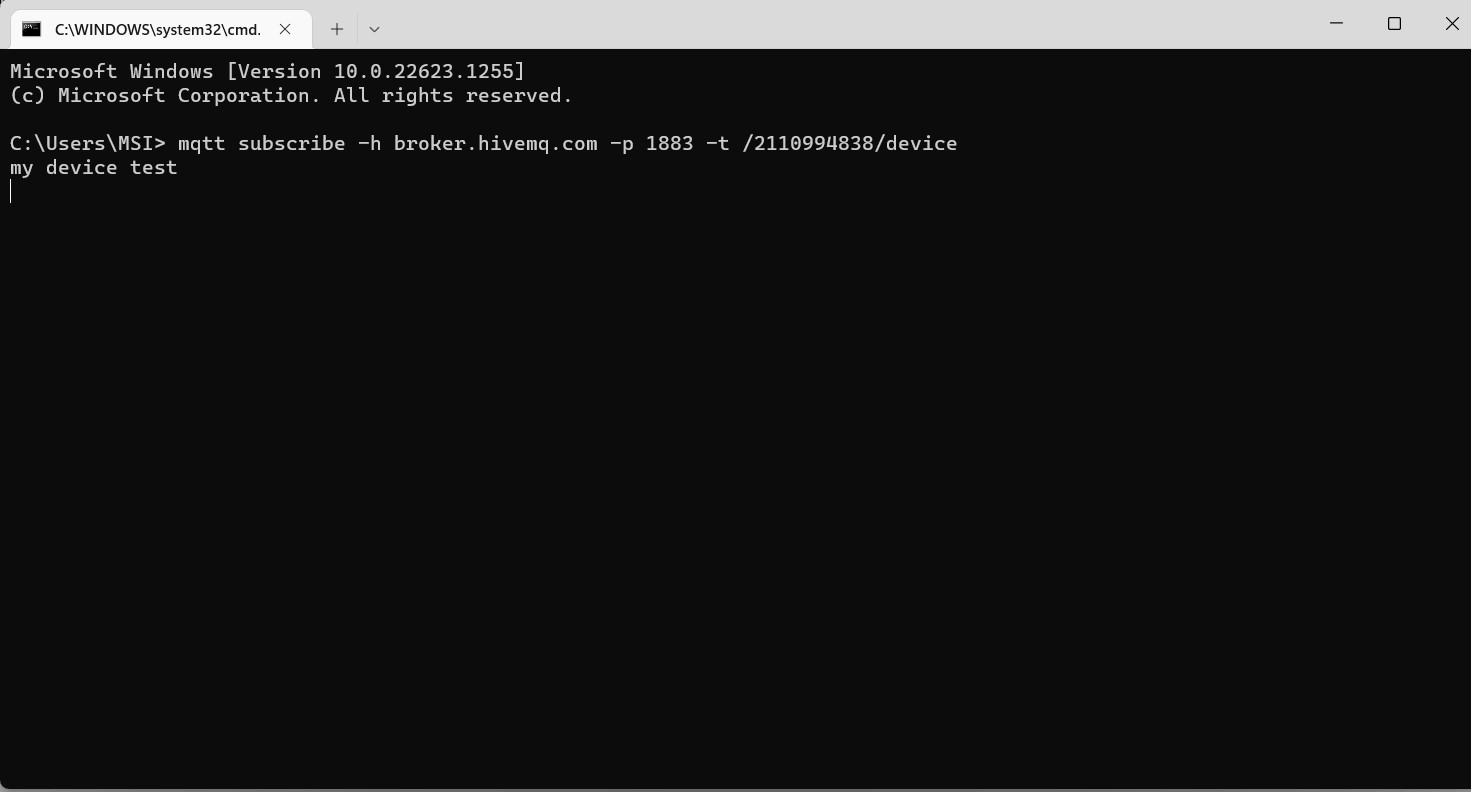 C:\WINDOWS\system32\cmd.
Microsoft Windows [Version 10.0.22623.1255]
(c) Microsoft Corporation. All rights reserved.
C:\Users\MSI> mqtt subscribe -h broker.hivemq.com -p 1883 -t /2110994838/device
my device test